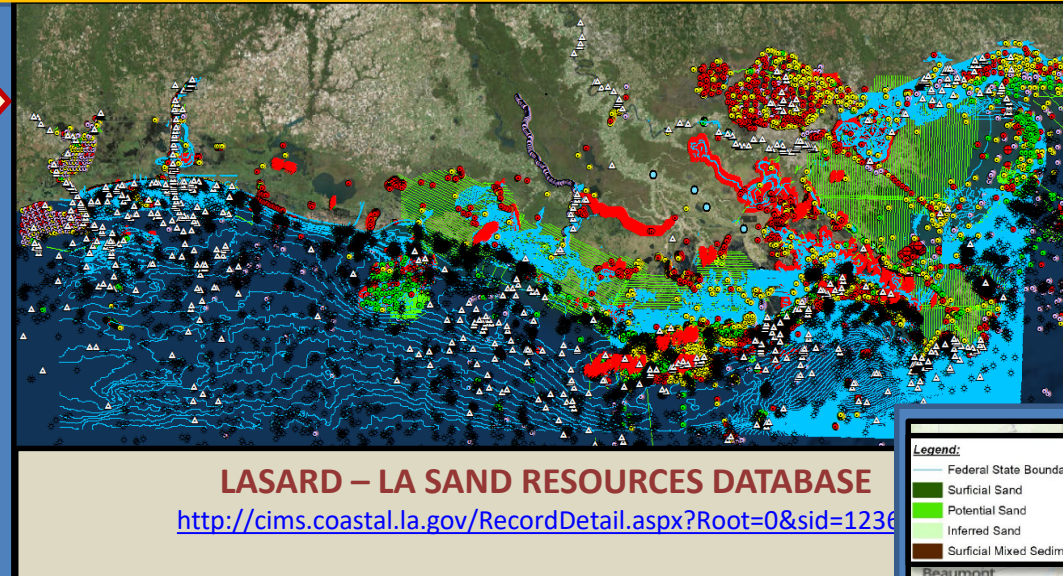 LASARD – LA SAND RESOURCES DATABASE
http://cims.coastal.la.gov/RecordDetail.aspx?Root=0&sid=1236
Legend:
Federal State Bounda
Surficial Sand
Potential Sand
Inferred Sand
Surficial Mixed Sedim
Beaumont